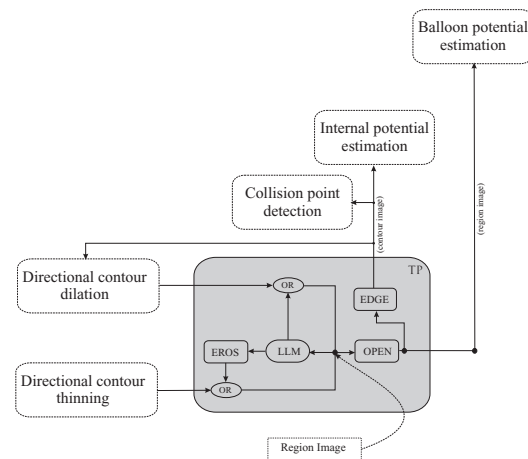 Balloon potential
estimation
Internal potential
estimation
Collision point
detection
(contour image)
(region image)
Directional contour
dilation
TP
OR
EDGE
EROS
LLM
OPEN
OR
Directional contour
thinning
Region Image